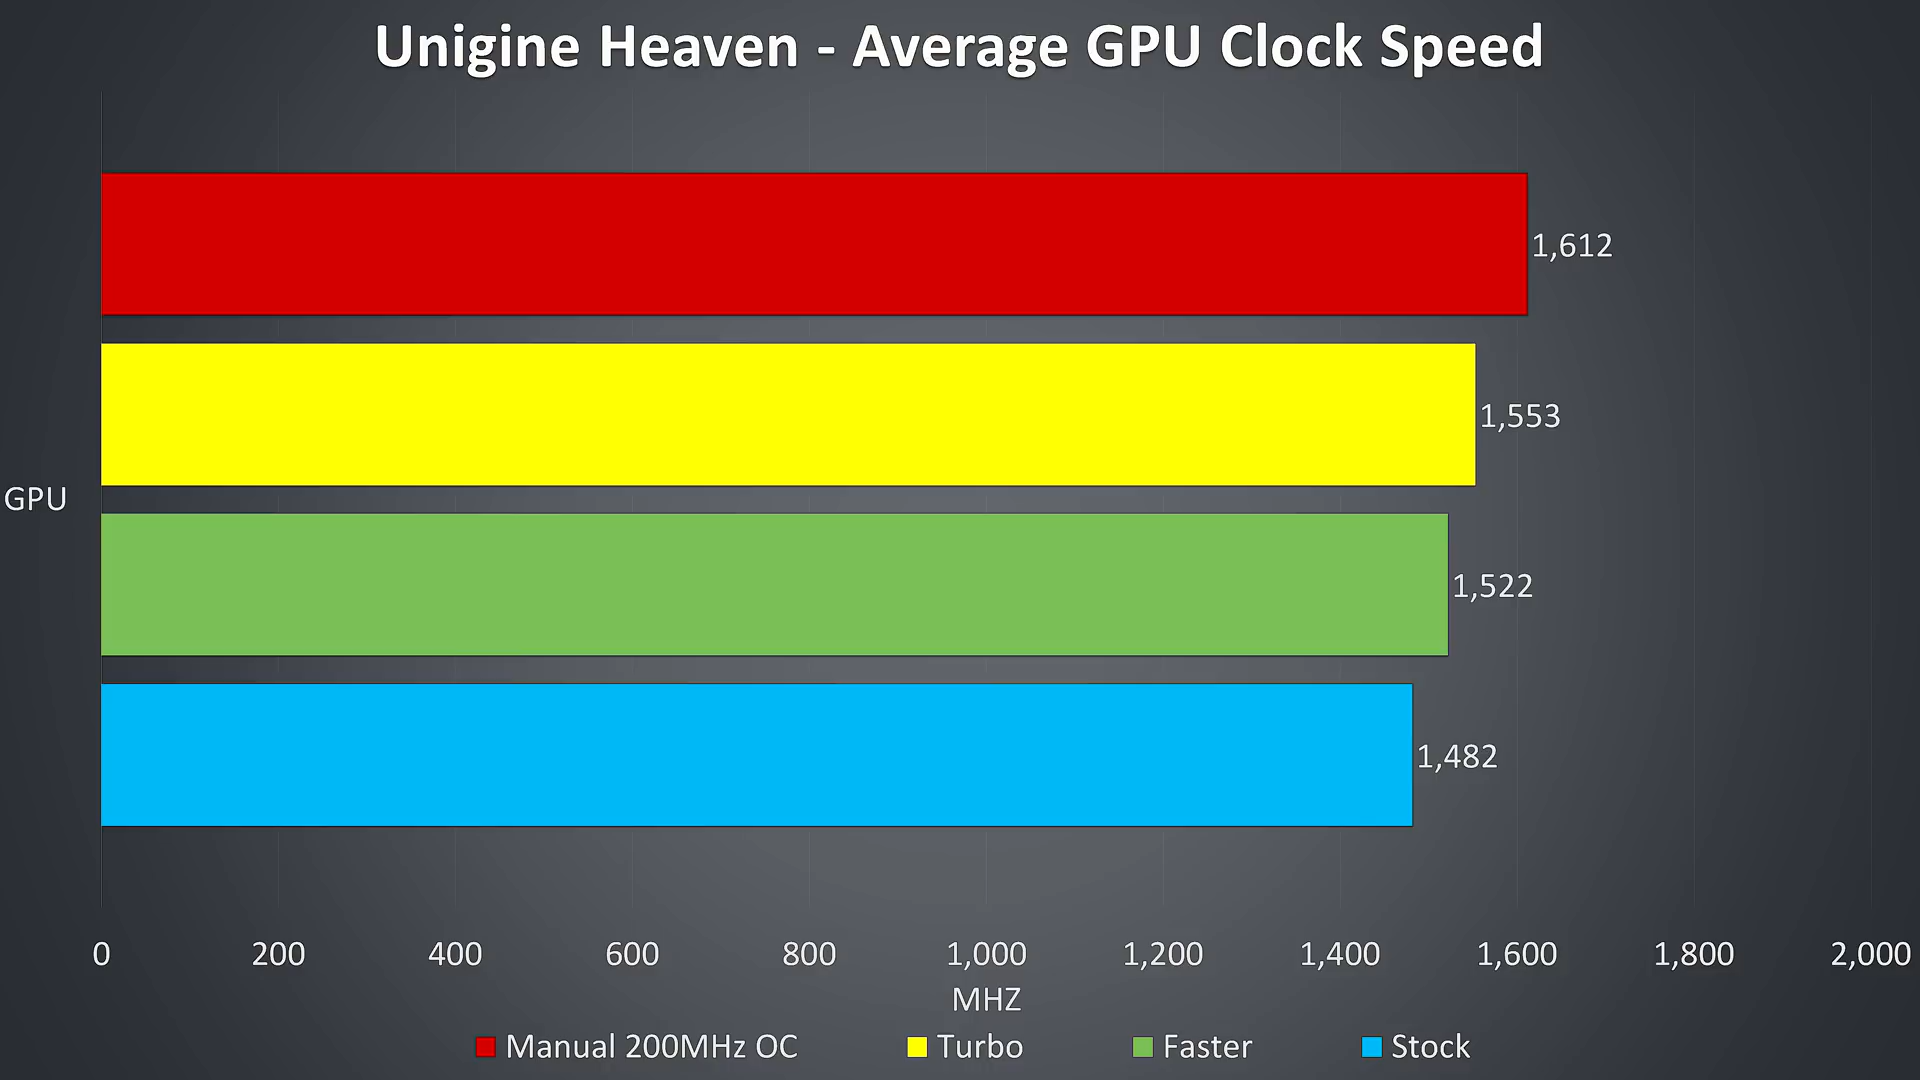 Unigine Heaven - Average GPU Clock Speed
1,612
1,553
GPU
1,522
1,482
0 200 400 600 800 1,000 1,200 1,400 1,600 1,800 2,000
MHZ
Manual 200MHz OC Turbo Faster Stock